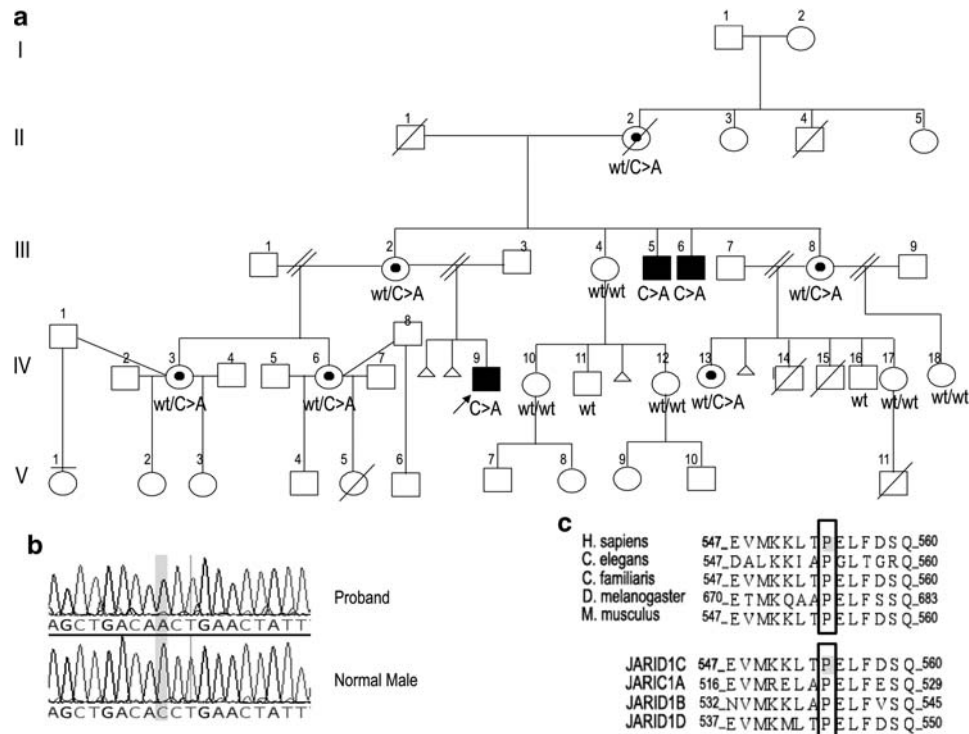 a
I
1 2
II
1 2 3 4 5
wt/C>A
III
1 2 3 4 5 6 7 8 9
wt/C>A wt/wt C>A C>A wt/C>A
IV
1 2 3 4 5 6 7 8 9 10 11 12 13 14 15 16 17 18
wt/C>A wt/C>A C>A wt/wt wt wt/wt wt/C>A wt wt/wt wt/wt
V
1 2 3 4 5 6 7 8 9 10 11
b
Proband
AGCTGACAACTGAACTATT
Normal Male
AGCTGACACCTGAACTATT
c
H. sapiens 547_EVMKKLTPELFDSQ_560
C. elegans 547_DALKKIAPGLTGRQ_560
C. familiaris 547_EVMKKLTPELFDSQ_560
D. melanogaster 670_ETMKQAAPELFSSQ_683
M. musculus 547_EVMKKLTPELFDSQ_560
JARID1C 547_EVMKKLTPELFDSQ_560
JARIC1A 516_EVMRELAPELFESQ_529
JARID1B 532_NVMKKLAPELFVSQ_545
JARID1D 537_EVMKMLTPELFDSQ_550